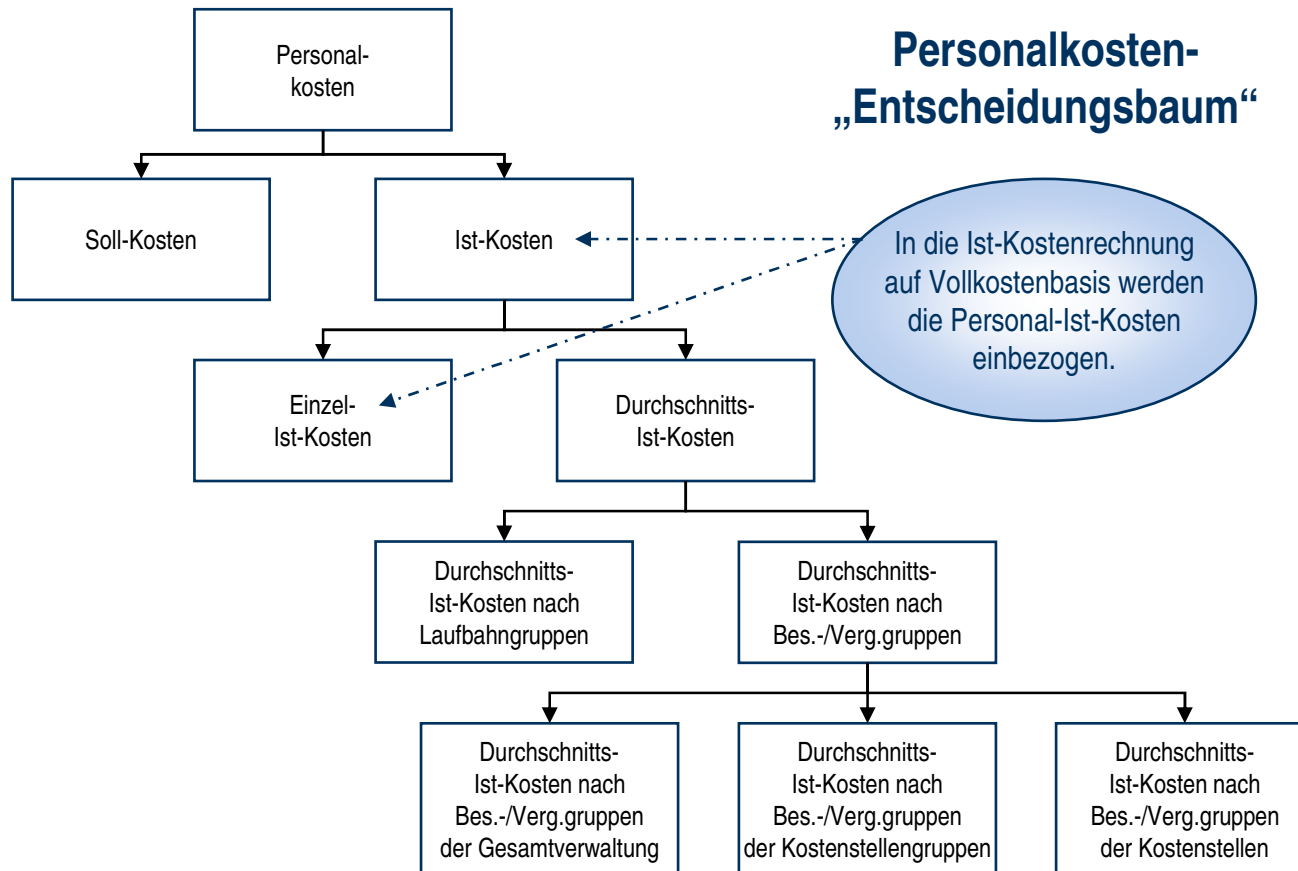 Personalkosten-
„Entscheidungsbaum“
Personal-
kosten
Soll-Kosten
Ist-Kosten
In die Ist-Kostenrechnung
auf Vollkostenbasis werden
die Personal-Ist-Kosten
einbezogen.
Einzel-
Ist-Kosten
Durchschnitts-
Ist-Kosten
Durchschnitts-
Ist-Kosten nach
Laufbahngruppen
Durchschnitts-
Ist-Kosten nach
Bes.-/Verg.gruppen
Durchschnitts-
Ist-Kosten nach
Bes.-/Verg.gruppen
der Gesamtverwaltung
Durchschnitts-
Ist-Kosten nach
Bes.-/Verg.gruppen
der Kostenstellengruppen
Durchschnitts-
Ist-Kosten nach
Bes.-/Verg.gruppen
der Kostenstellen